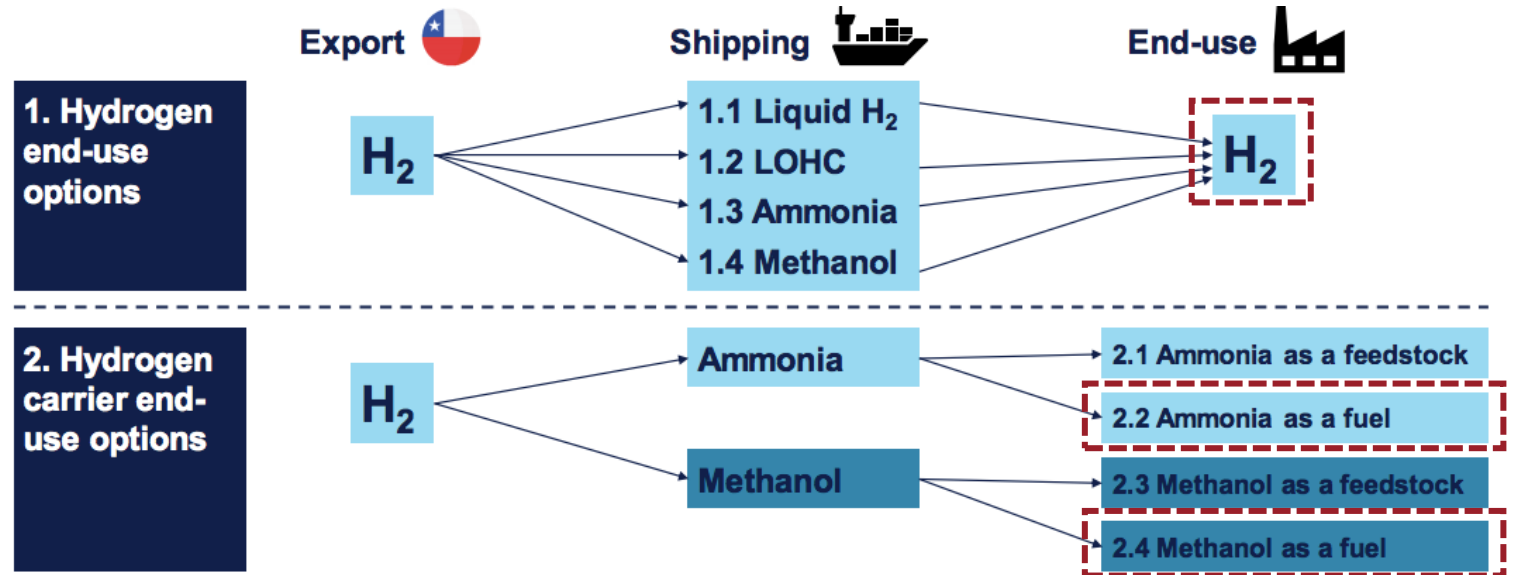 Export
Shipping
End-use
1. Hydrogen
end-use
options
H₂
1.1 Liquid H₂
1.2 LOHC
1.3 Ammonia
1.4 Methanol
H₂
2. Hydrogen
carrier end-
use options
H₂
Ammonia
Methanol
2.1 Ammonia as a feedstock
2.2 Ammonia as a fuel
2.3 Methanol as a feedstock
2.4 Methanol as a fuel